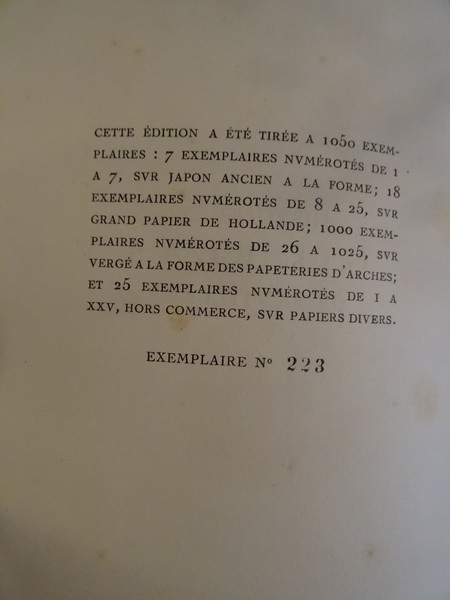 CETTE ÉDITION A ÉTÉ TIRÉE A 1050 EXEM-
PLAIRES : 7 EXEMPLAIRES NVMÉROTÉS DE 1
A 7, SVR JAPON ANCIEN A LA FORME; 18
EXEMPLAIRES NVMÉROTÉS DE 8 A 25, SVR
GRAND PAPIER DE HOLLANDE; 1000 EXEM-
PLAIRES NVMÉROTÉS DE 26 A 1025, SVR
VERGÉ A LA FORME DES PAPETERIES D'ARCHES;
ET 25 EXEMPLAIRES NVMÉROTÉS DE I A
XXV, HORS COMMERCE, SVR PAPIERS DIVERS.
EXEMPLAIRE Nº 223